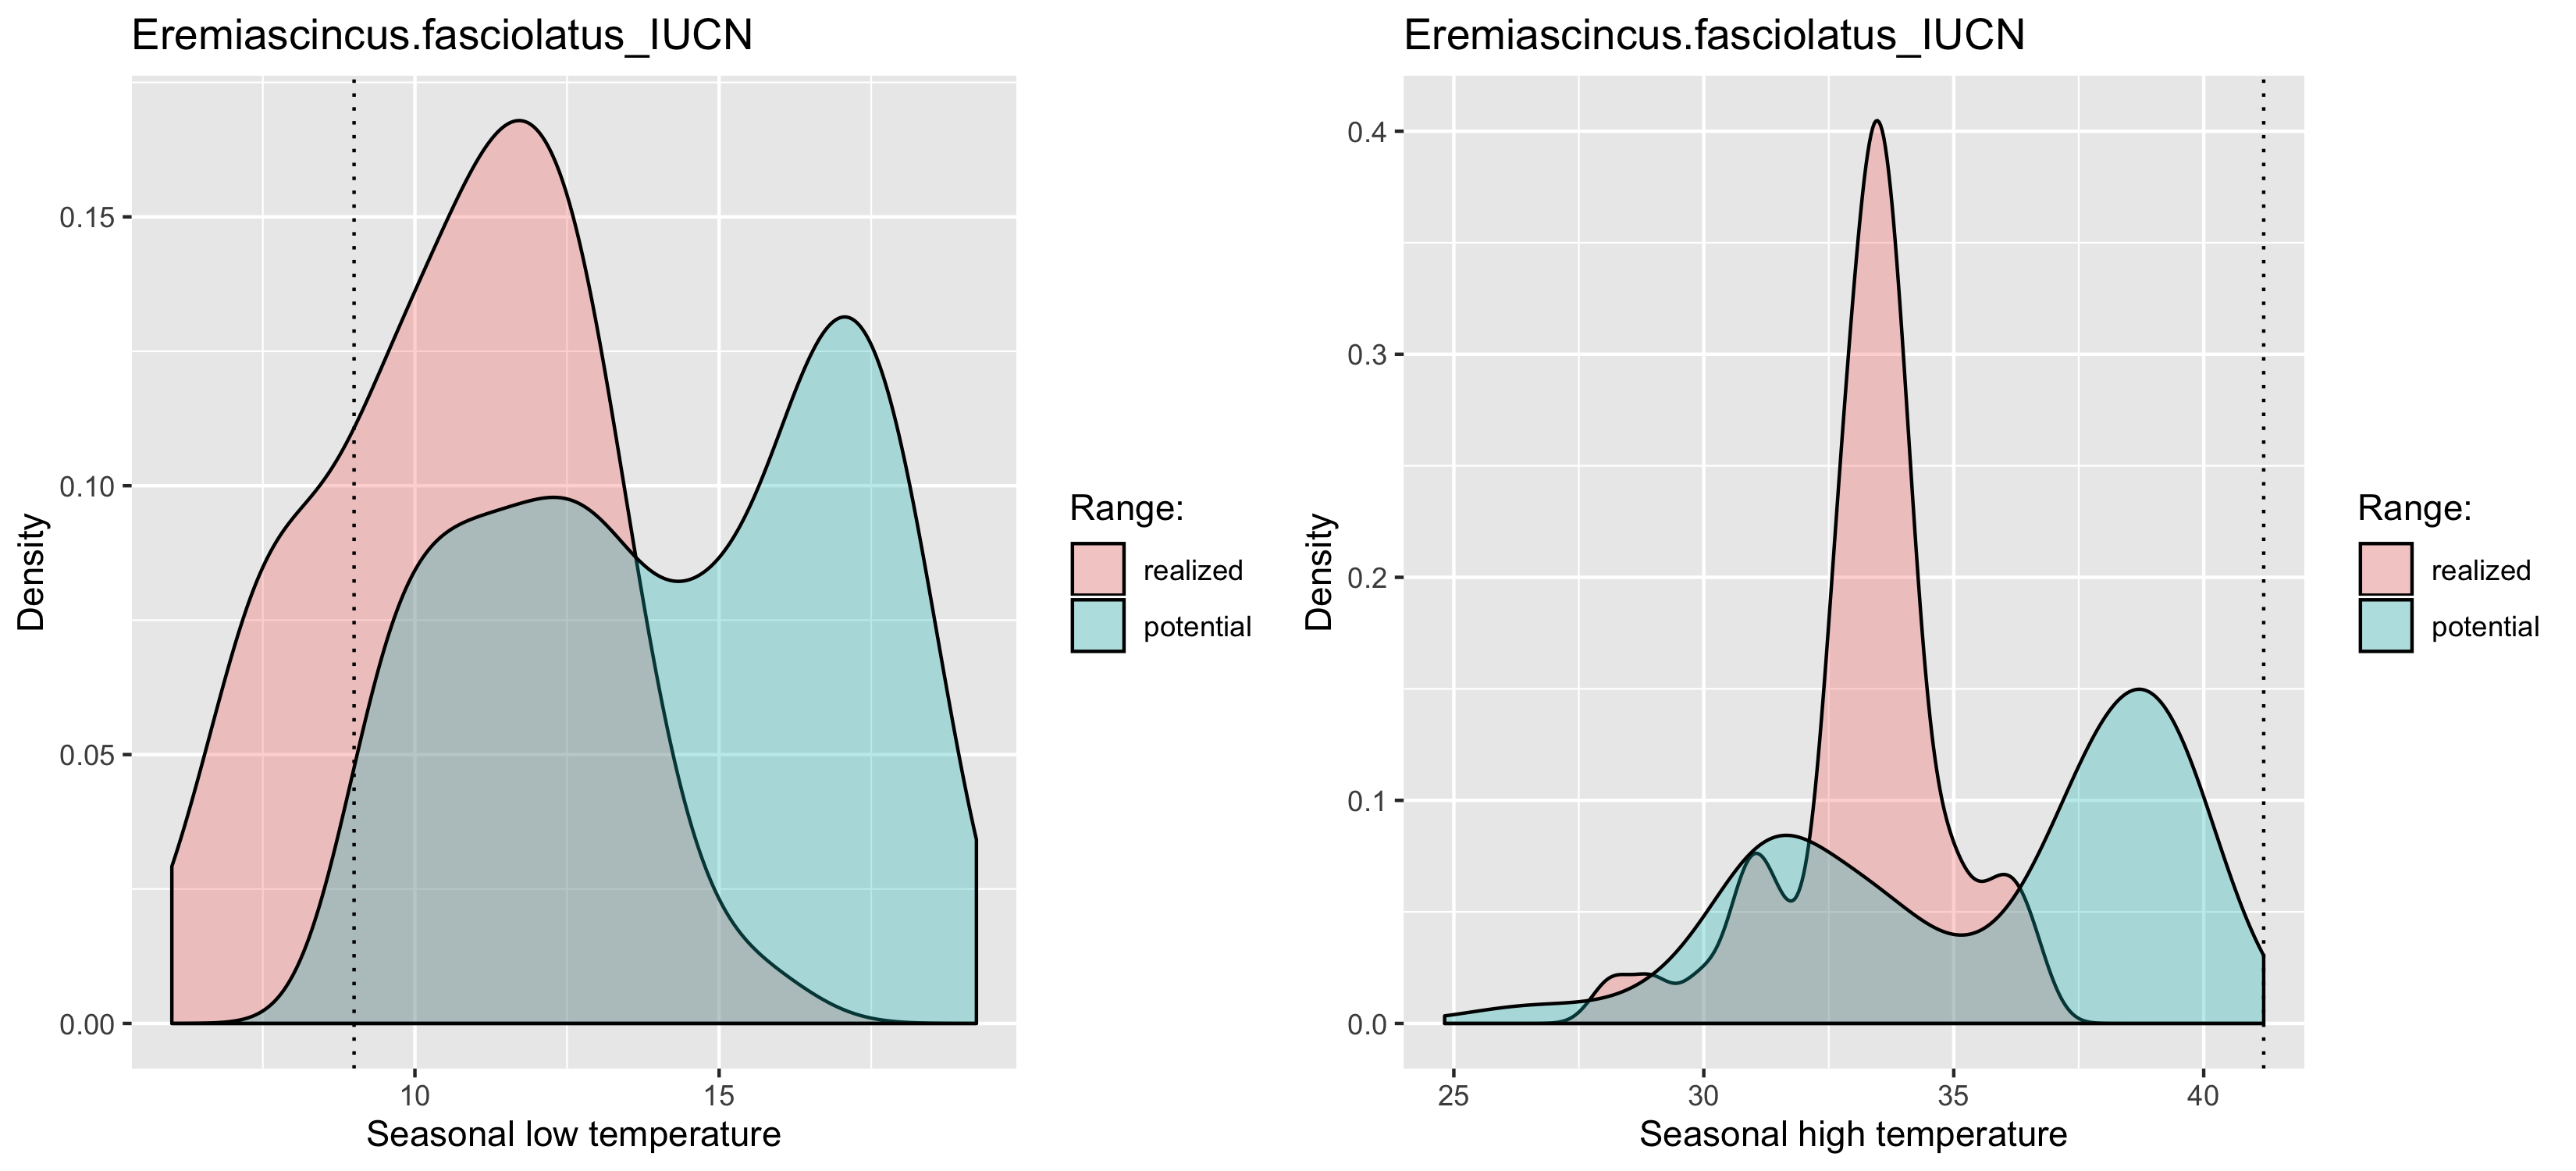 Eremiascincus.fasciolatus_IUCN
0.15
0.10
0.05
0.00
Density
10
15
Seasonal low temperature
Range:
realized
potential
Eremiascincus.fasciolatus_IUCN
0.4
0.3
0.2
0.1
0.0
Density
25
30
35
40
Seasonal high temperature
Range:
realized
potential